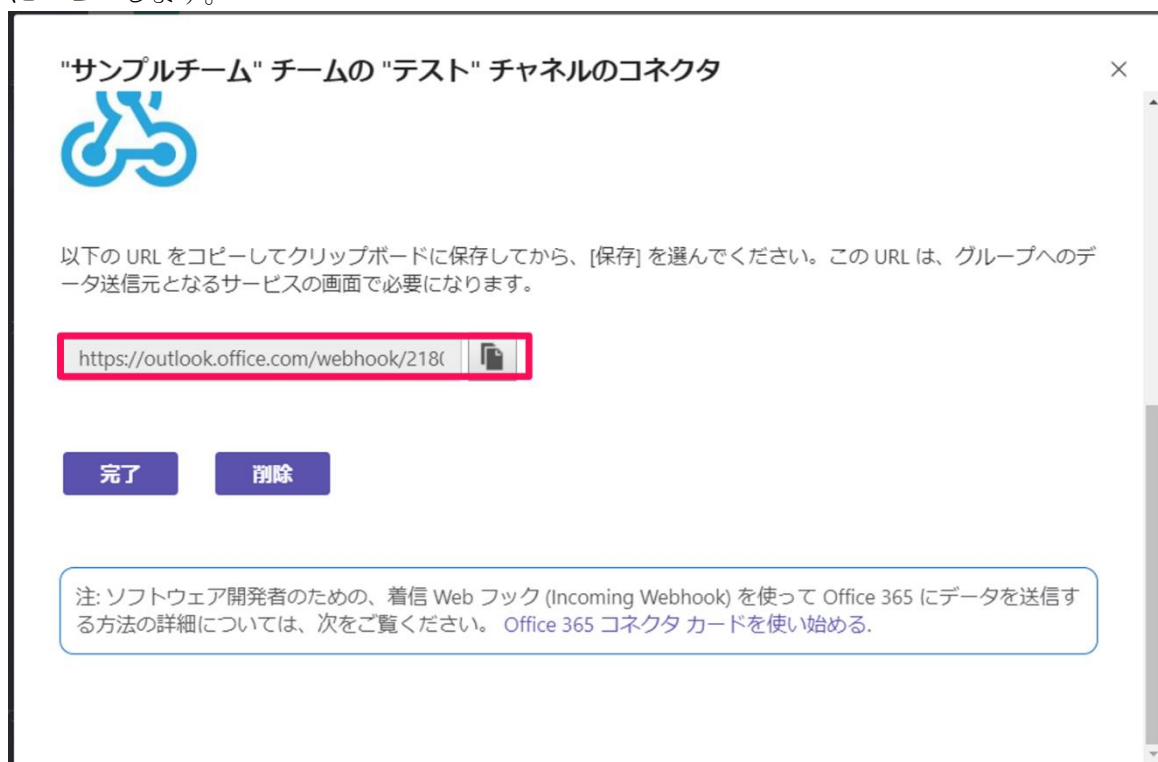 にコピーします。
"サンプルチーム" チームの "テスト" チャネルのコネクタ
以下の URL をコピーしてクリップボードに保存してから、[保存] を選んでください。この URL は、グループへのデ
ータ送信元となるサービスの画面で必要になります。
https://outlook.office.com/webhook/218
完了 削除
注: ソフトウェア開発者のための、着信 Web フック (Incoming Webhook) を使って Office 365 にデータを送信す
る方法の詳細については、次をご覧ください。 Office 365 コネクタ カードを使い始める.